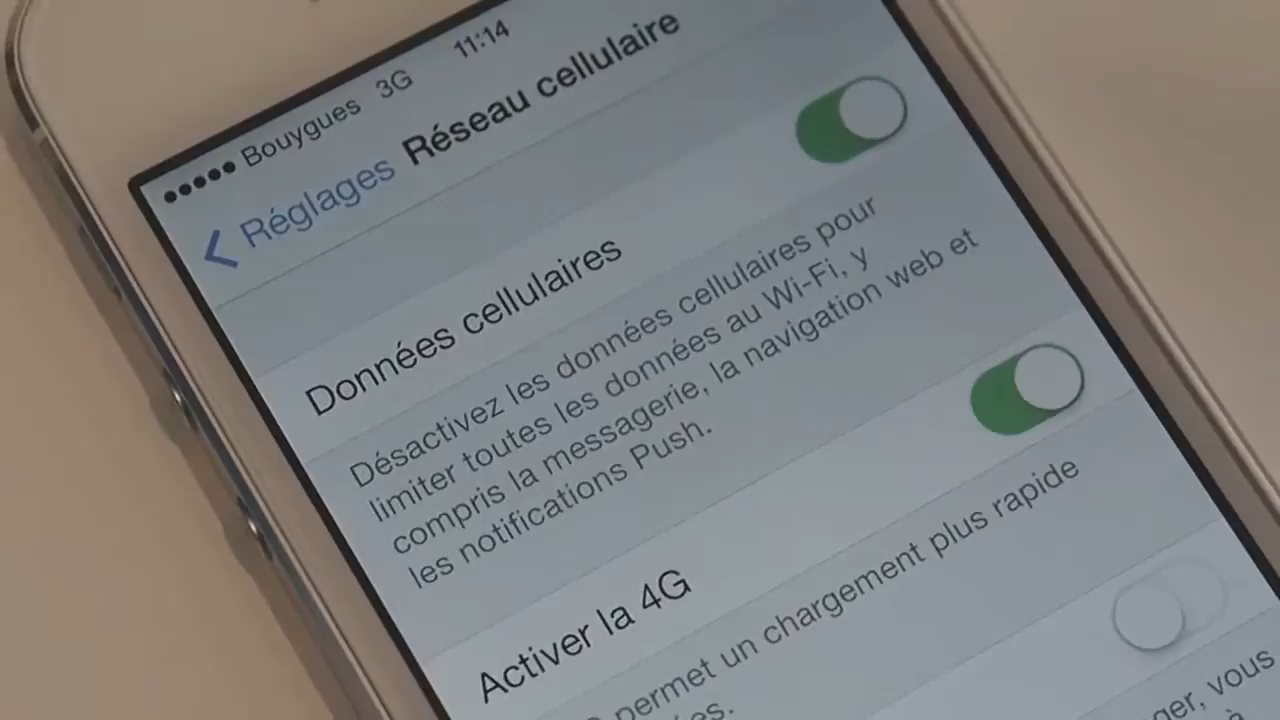 Bouygues 3G 11:14
Réglages Réseau cellulaire
Données cellulaires
Désactivez les données cellulaires pour
limiter toutes les données au Wi-Fi, y
compris la messagerie, la navigation web et
les notifications Push.
Activer la 4G
permet un chargement plus rapide
vous
à